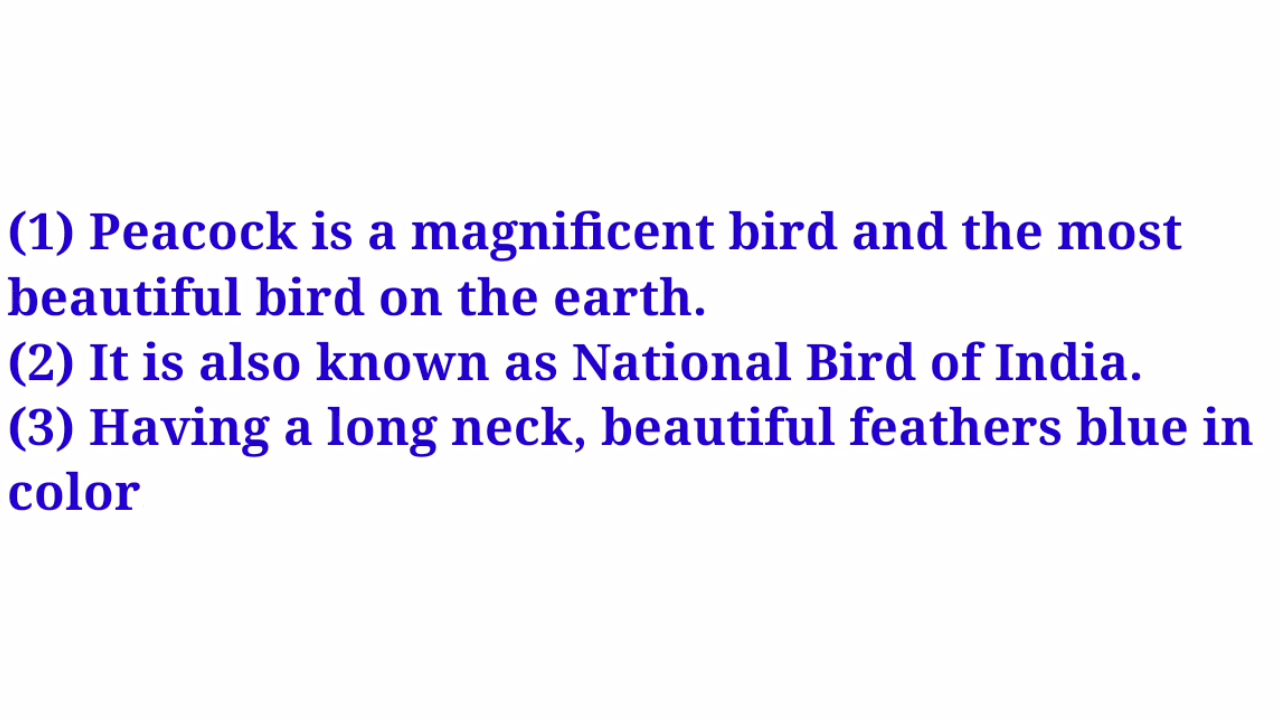 (1) Peacock is a magnificent bird and the most
beautiful bird on the earth.
(2) It is also known as National Bird of India.
(3) Having a long neck, beautiful feathers blue in
color